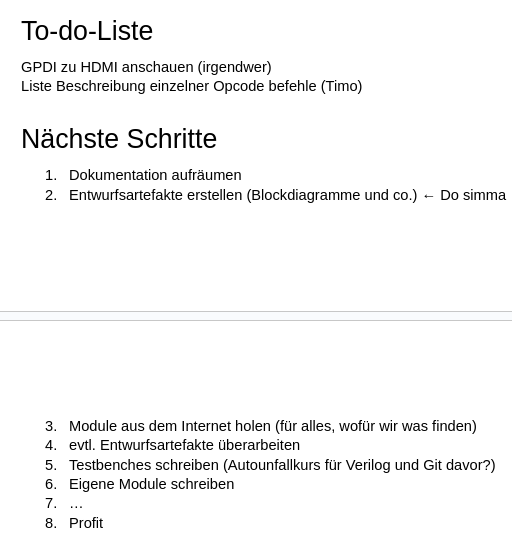 To-do-Liste
GPDI zu HDMI anschauen (irgendwer)
Liste Beschreibung einzelner Opcode befehle (Timo)
Nächste Schritte
1. Dokumentation aufräumen
2. Entwurfsartefakte erstellen (Blockdiagramme und co.) ← Do simma
3. Module aus dem Internet holen (für alles, wofür wir was finden)
4. evtl. Entwurfsartefakte überarbeiten
5. Testbenches schreiben (Autounfallkurs für Verilog und Git davor?)
6. Eigene Module schreiben
7. …
8. Profit